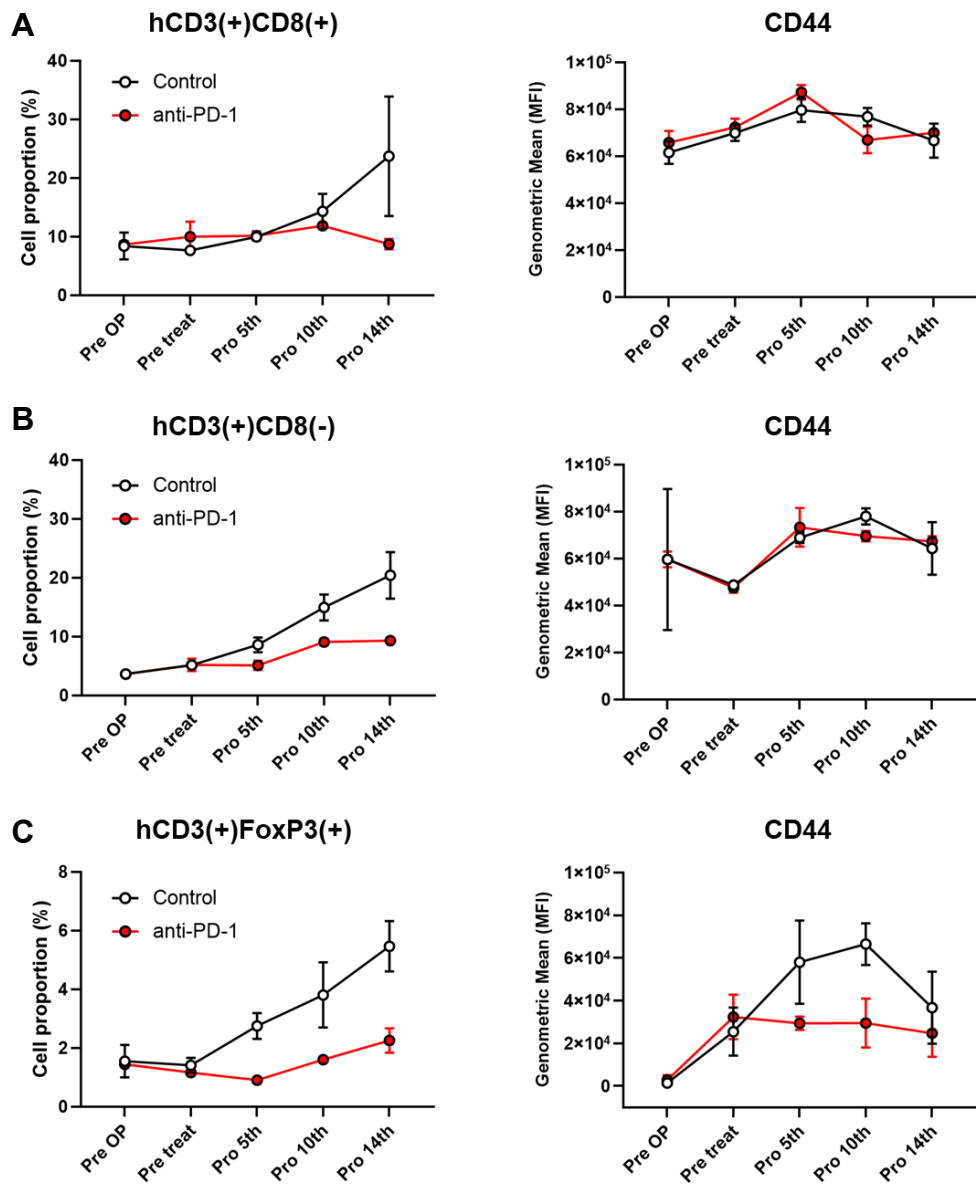 A
hCD3(+)CD8(+)
CD44
Cell proportion (%)
40
30
20
10
0
Control
anti-PD-1
Pre OP
Pre treat
Pro 5th
Pro 10th
Pro 14th
Genometric Mean (MFI)
1×10⁵
8×10⁴
6×10⁴
4×10⁴
2×10⁴
0
Pre OP
Pre treat
Pro 5th
Pro 10th
Pro 14th
B
hCD3(+)CD8(-)
CD44
Cell proportion (%)
40
30
20
10
0
Control
anti-PD-1
Pre OP
Pre treat
Pro 5th
Pro 10th
Pro 14th
Genometric Mean (MFI)
1×10⁵
8×10⁴
6×10⁴
4×10⁴
2×10⁴
0
Pre OP
Pre treat
Pro 5th
Pro 10th
Pro 14th
C
hCD3(+)FoxP3(+)
CD44
Cell proportion (%)
8
6
4
2
0
Control
anti-PD-1
Pre OP
Pre treat
Pro 5th
Pro 10th
Pro 14th
Genometric Mean (MFI)
1×10⁵
8×10⁴
6×10⁴
4×10⁴
2×10⁴
0
Pre OP
Pre treat
Pro 5th
Pro 10th
Pro 14th